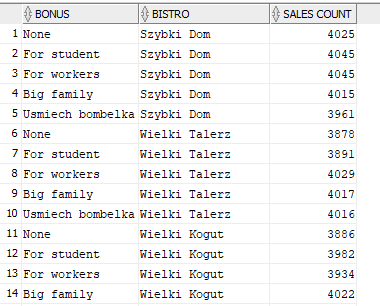 BONUS BISTRO SALES COUNT
1 None Szybki Dom 4025
2 For student Szybki Dom 4045
3 For workers Szybki Dom 4045
4 Big family Szybki Dom 4015
5 Usmiech bombelka Szybki Dom 3961
6 None Wielki Talerz 3878
7 For student Wielki Talerz 3891
8 For workers Wielki Talerz 4029
9 Big family Wielki Talerz 4017
10 Usmiech bombelka Wielki Talerz 4016
11 None Wielki Kogut 3886
12 For student Wielki Kogut 3982
13 For workers Wielki Kogut 3934
14 Big family Wielki Kogut 4022